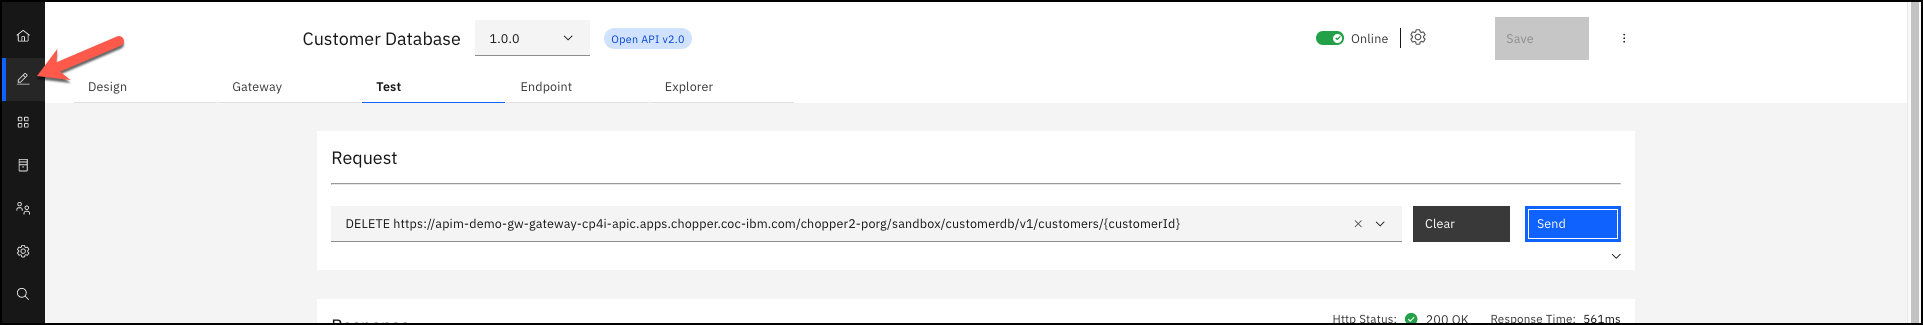 Customer Database 1.0.0 Open API v2.0 Online Save
Design Gateway Test Endpoint Explorer
Request
DELETE https://apim-demo-gw-gateway-cp4i-apic.apps.chopper.coc-ibm.com/chopper2-porg/sandbox/customerdb/v1/customers/{customerId} Clear Send
Response Http Status: 200 OK Response Time: 561ms